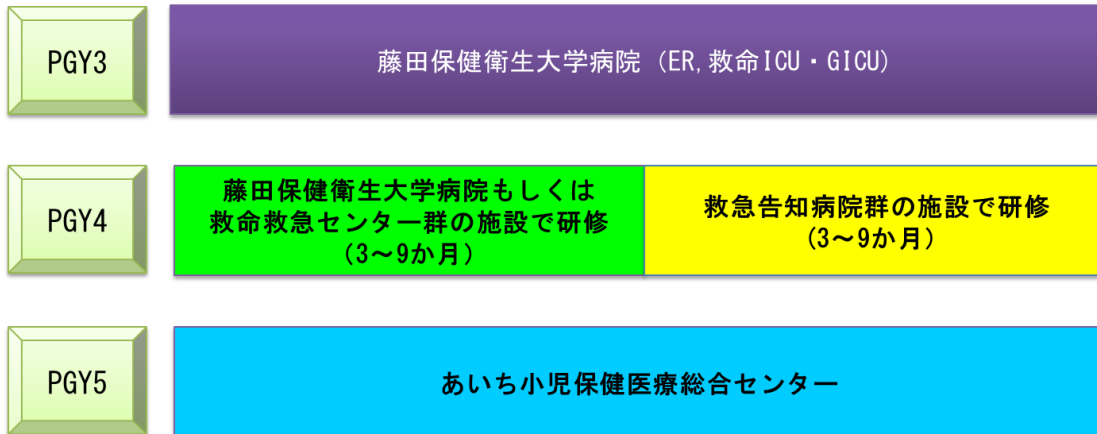 PGY3
藤田保健衛生大学病院 (ER,救命ICU・GICU)
PGY4
藤田保健衛生大学病院もしくは
救命救急センター群の施設で研修
(3～9か月)
救急告知病院群の施設で研修
(3～9か月)
PGY5
あいち小児保健医療総合センター